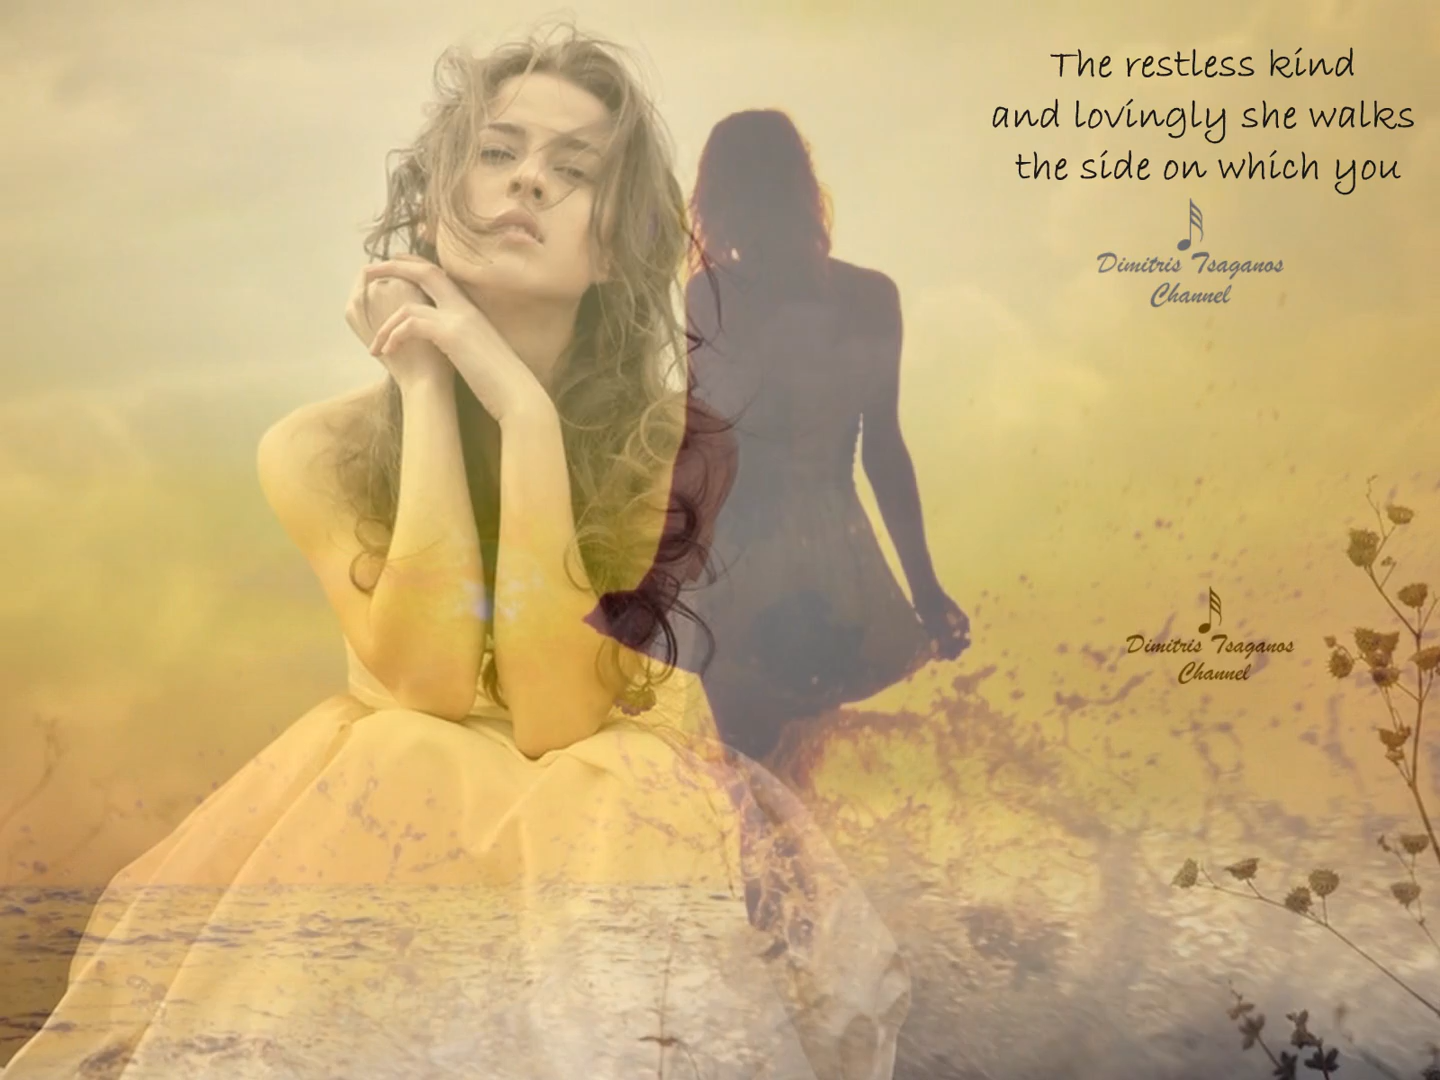 The restless kind
and lovingly she walks
the side on which you
Dimitris Tsaganos
Channel
Dimitris Tsaganos
Channel